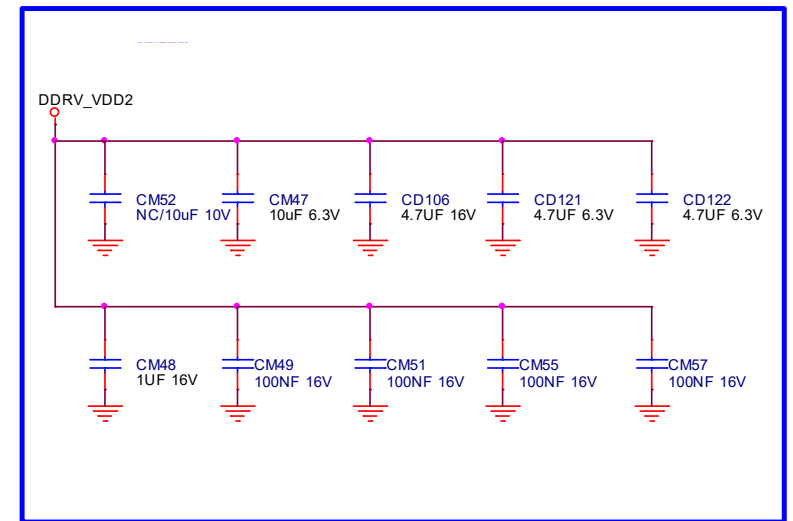 DDRV_VDD2
CM52
NC/10uF 10V
CM47
10uF 6.3V
CD106
4.7UF 16V
CD121
4.7UF 6.3V
CD122
4.7UF 6.3V
CM48
1UF 16V
CM49
100NF 16V
CM51
100NF 16V
CM55
100NF 16V
CM57
100NF 16V